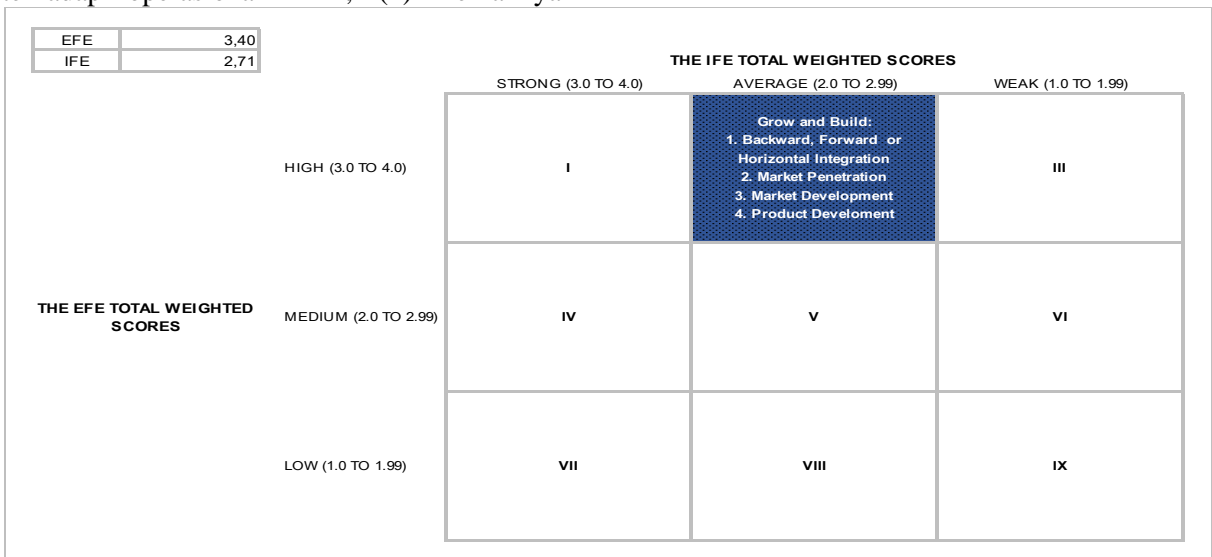 EFE 3,40
IFE 2,71
THE IFE TOTAL WEIGHTED SCORES
STRONG (3.0 TO 4.0) AVERAGE (2.0 TO 2.99) WEAK (1.0 TO 1.99)
HIGH (3.0 TO 4.0)
I
Grow and Build:
1. Backward, Forward or
Horizontal Integration
2. Market Penetration
3. Market Development
4. Product Develoment
III
THE EFE TOTAL WEIGHTED
SCORES
MEDIUM (2.0 TO 2.99)
IV
V
VI
LOW (1.0 TO 1.99)
VII
VIII
IX